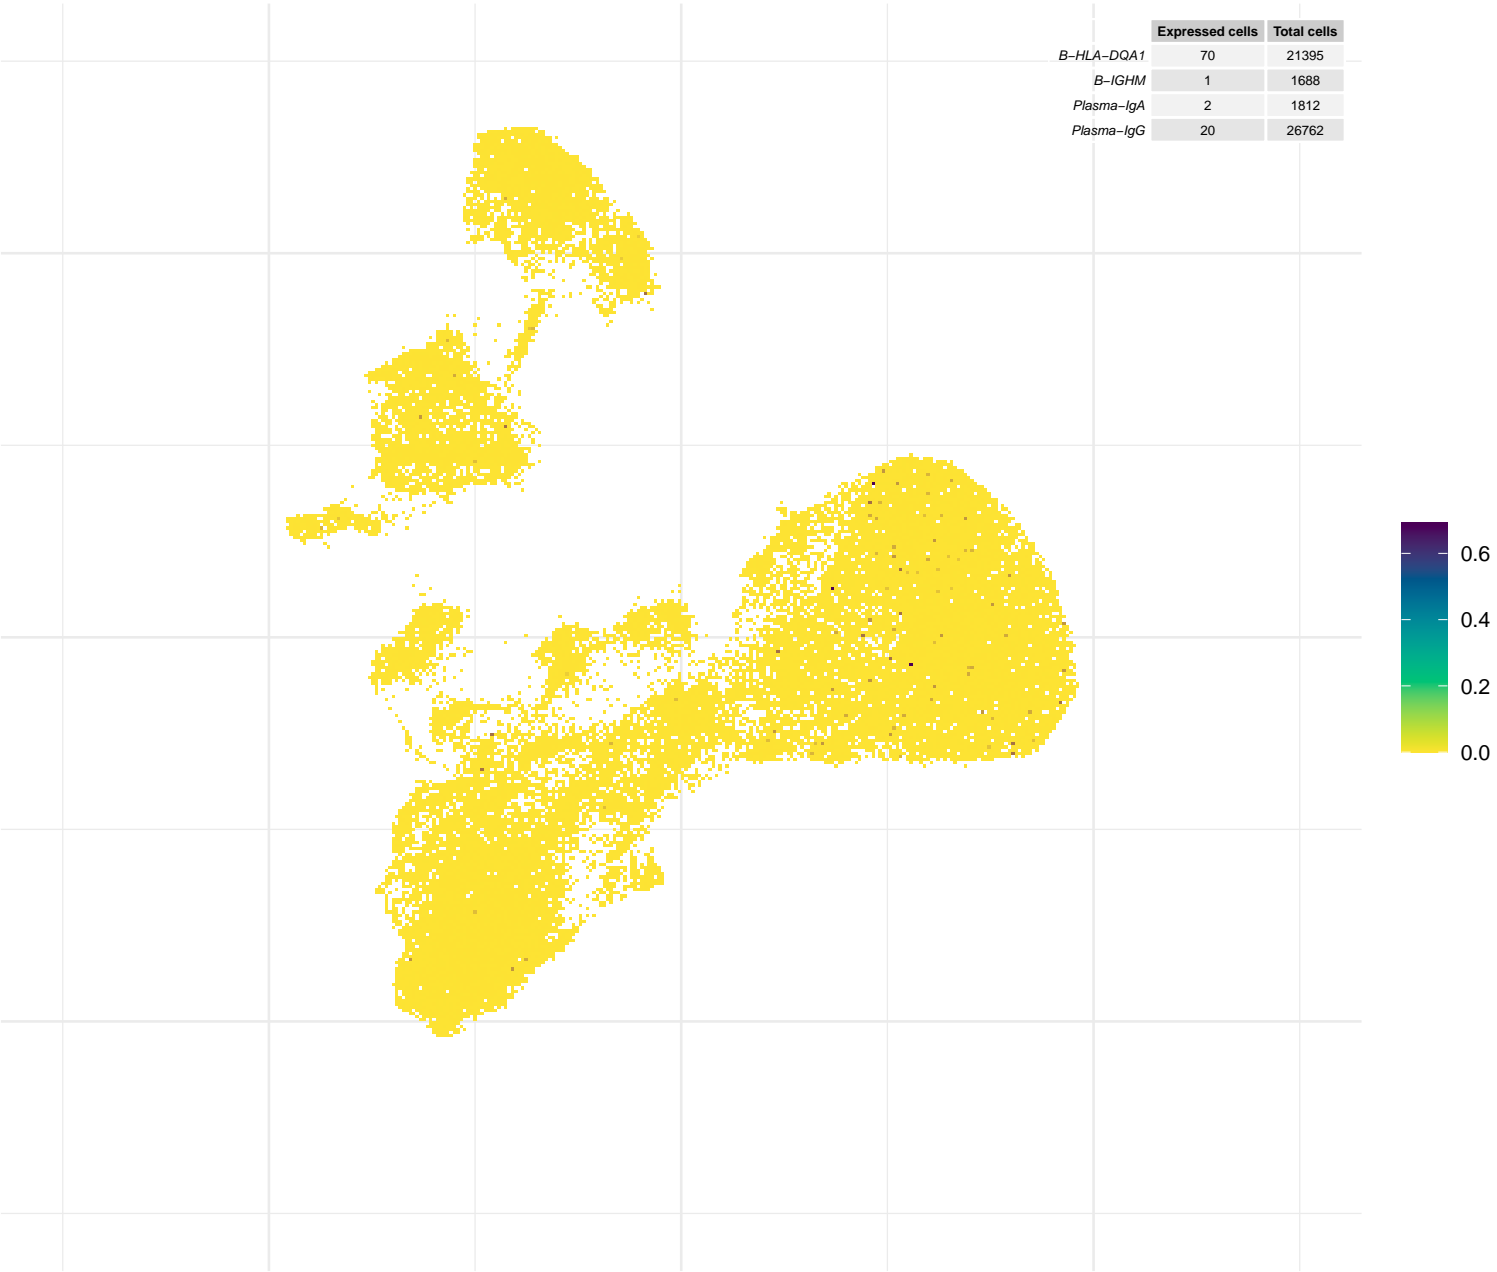 Expressed cells Total cells
B−HLA−DQA1 70 21395
B−IGHM 1 1688
Plasma−IgA 2 1812
Plasma−IgG 20 26762
0.6
0.4
0.2
0.0